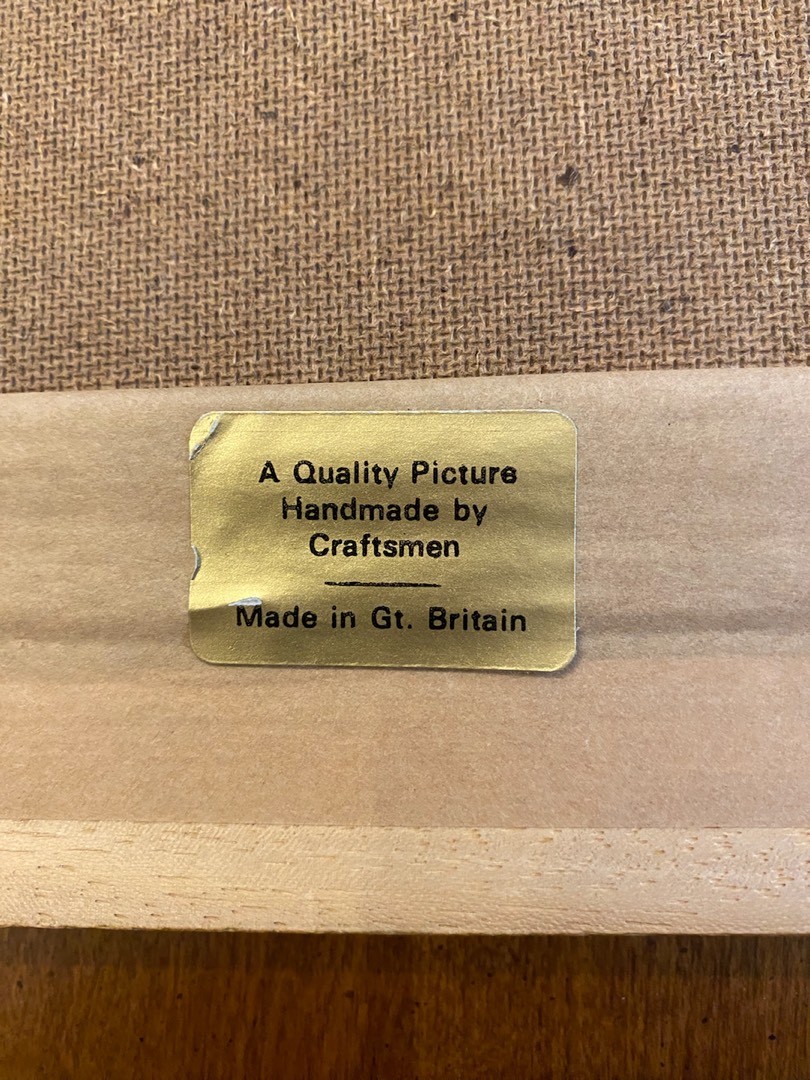 A Quality Picture
Handmade by
Craftsmen
Made in Gt. Britain